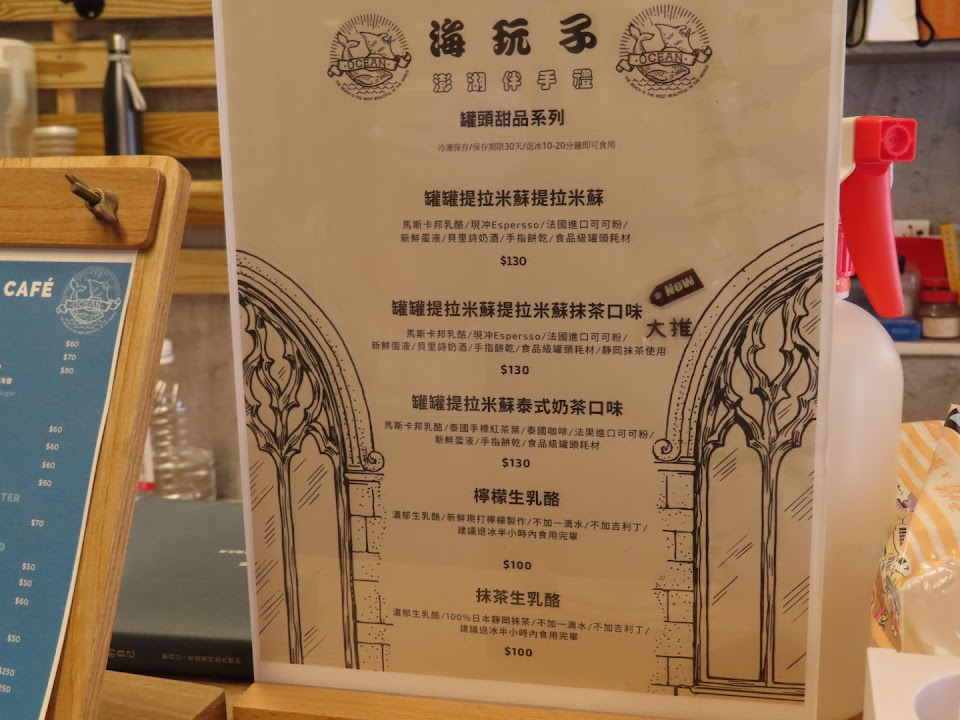 海玩子
澎湖伴手禮
OCEAN
OCEAN
罐頭甜品系列
冷凍保存/保存期限30天/退冰10-20分鐘即可食用
罐罐提拉米蘇提拉米蘇
馬斯卡邦乳酪/現沖Espersso/法國進口可可粉/
新鮮蛋液/貝里詩奶酒/手指餅乾/食品級罐頭耗材
$130
NEW
大推
罐罐提拉米蘇提拉米蘇抹茶口味
馬斯卡邦乳酪/現沖Espersso/法國進口可可粉/
新鮮蛋液/貝里詩奶酒/手指餅乾/食品級罐頭耗材/靜岡抹茶使用
$130
罐罐提拉米蘇泰式奶茶口味
馬斯卡邦乳酪/泰國手標紅茶葉/泰國咖啡/法果進口可可粉/
新鮮蛋液/手指餅乾/食品級罐頭耗材
$130
檸檬生乳酪
濃郁生乳酪/新鮮現打檸檬製作/不加一滴水/不加吉利丁/
建議退冰半小時內食用完畢
$100
抹茶生乳酪
濃郁生乳酪/100%日本靜岡抹茶/不加一滴水/不加吉利丁/
建議退冰半小時內食用完畢
$100
CAFÉ
OCEAN
$60
$70
$80
$60
$60
$60
$60
$70
$50
$50
$60
$50